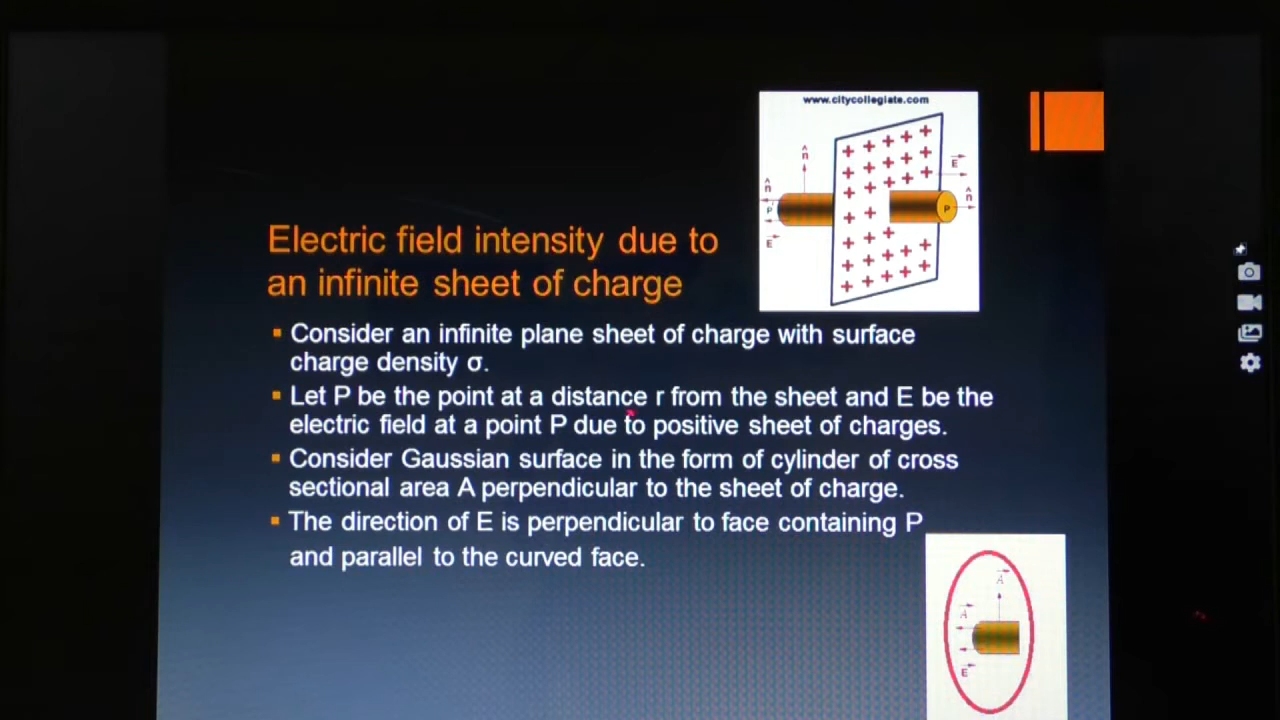 www.citycollegiate.com
n̂
E
n̂
n̂
P
P
E
Electric field intensity due to
an infinite sheet of charge
Consider an infinite plane sheet of charge with surface
charge density σ.
Let P be the point at a distance r from the sheet and E be the
electric field at a point P due to positive sheet of charges.
Consider Gaussian surface in the form of cylinder of cross
sectional area A perpendicular to the sheet of charge.
The direction of E is perpendicular to face containing P
and parallel to the curved face.
A
A
E